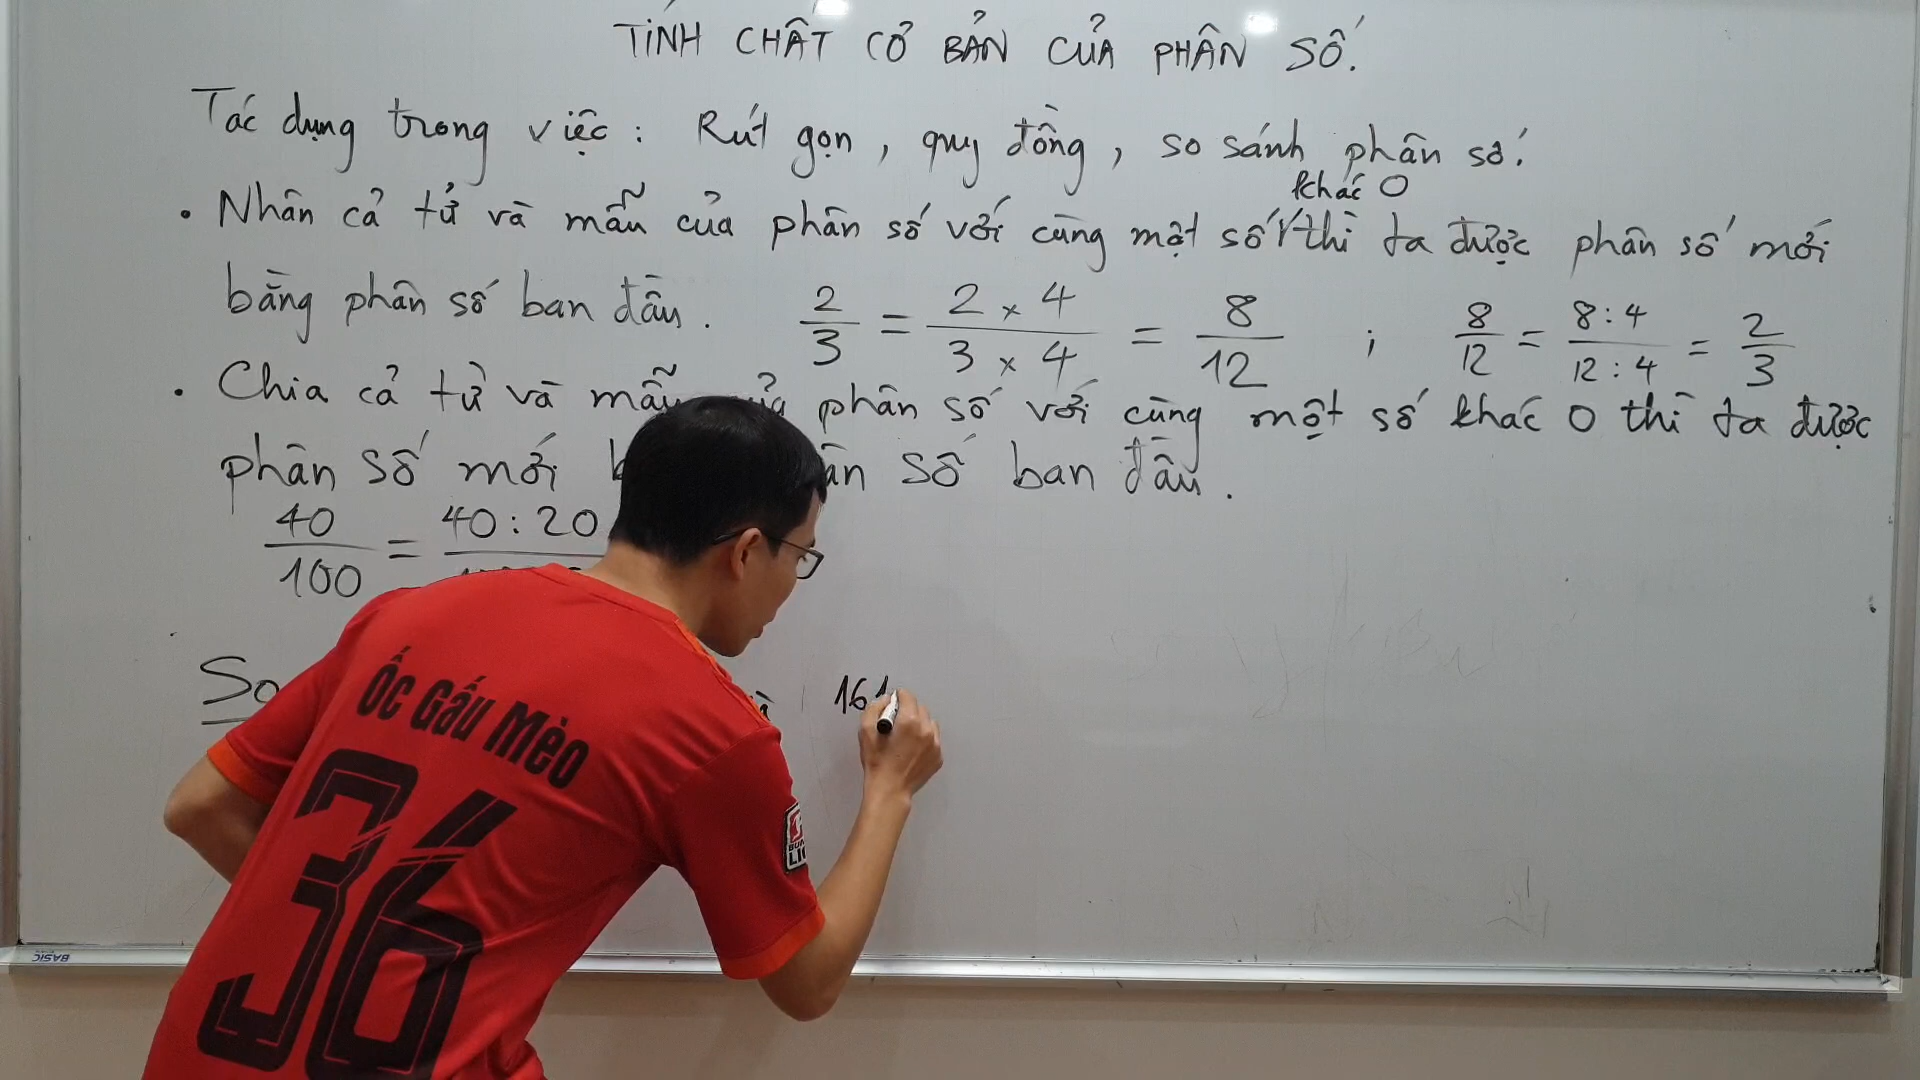 TÍNH CHẤT CƠ BẢN CỦA PHÂN SỐ.
Tác dụng trong việc: Rút gọn, quy đồng, so sánh phân số.
khác 0
• Nhân cả tử và mẫu của phân số với cùng một số thì ta được phân số mới
bằng phân số ban đầu. 2/3 = 2 x 4 / 3 x 4 = 8/12 ; 8/12 = 8:4 / 12:4 = 2/3
• Chia cả tử và mẫu của phân số với cùng một số khác 0 thì ta được
phân số mới số ban đầu.
40/100 = 40:20
So
161
Ốc Gấu Mèo
36
BASIC